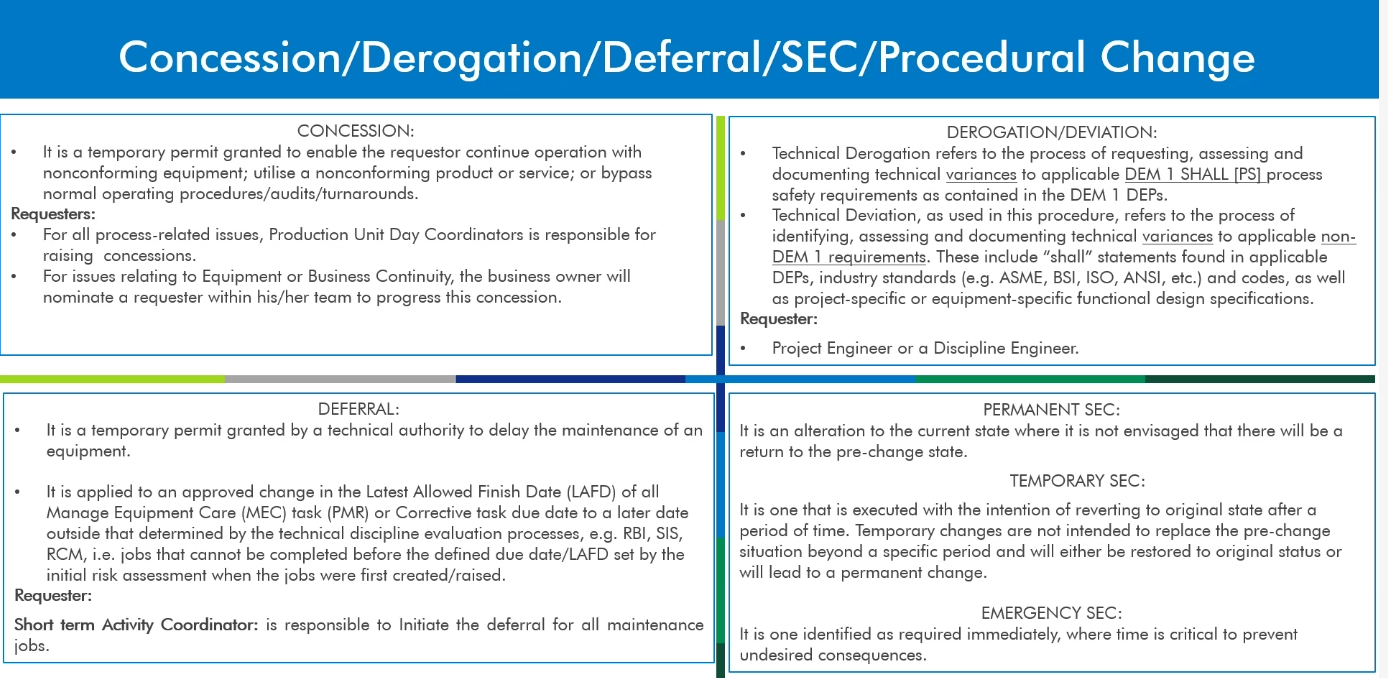 Concession/Derogation/Deferral/SEC/Procedural Change
CONCESSION:
• It is a temporary permit granted to enable the requestor continue operation with
nonconforming equipment; utilise a nonconforming product or service; or bypass
normal operating procedures/audits/turnarounds.
Requesters:
• For all process-related issues, Production Unit Day Coordinators is responsible for
raising concessions.
• For issues relating to Equipment or Business Continuity, the business owner will
nominate a requester within his/her team to progress this concession.
DEROGATION/DEVIATION:
• Technical Derogation refers to the process of requesting, assessing and
documenting technical variances to applicable DEM 1 SHALL [PS] process
safety requirements as contained in the DEM 1 DEPs.
• Technical Deviation, as used in this procedure, refers to the process of
identifying, assessing and documenting technical variances to applicable non-
DEM 1 requirements. These include “shall” statements found in applicable
DEPs, industry standards (e.g. ASME, BSI, ISO, ANSI, etc.) and codes, as well
as project-specific or equipment-specific functional design specifications.
Requester:
• Project Engineer or a Discipline Engineer.
DEFERRAL:
• It is a temporary permit granted by a technical authority to delay the maintenance of an
equipment.
• It is applied to an approved change in the Latest Allowed Finish Date (LAFD) of all
Manage Equipment Care (MEC) task (PMR) or Corrective task due date to a later date
outside that determined by the technical discipline evaluation processes, e.g. RBI, SIS,
RCM, i.e. jobs that cannot be completed before the defined due date/LAFD set by the
initial risk assessment when the jobs were first created/raised.
Requester:
Short term Activity Coordinator: is responsible to Initiate the deferral for all maintenance
jobs.
PERMANENT SEC:
It is an alteration to the current state where it is not envisaged that there will be a
return to the pre-change state.
TEMPORARY SEC:
It is one that is executed with the intention of reverting to original state after a
period of time. Temporary changes are not intended to replace the pre-change
situation beyond a specific period and will either be restored to original status or
will lead to a permanent change.
EMERGENCY SEC:
It is one identified as required immediately, where time is critical to prevent
undesired consequences.